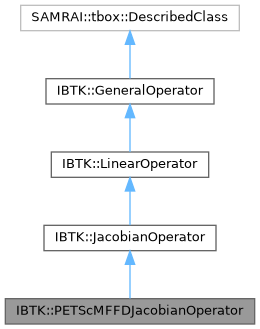 SAMRAI::tbox::DescribedClass
IBTK::GeneralOperator
IBTK::LinearOperator
IBTK::JacobianOperator
IBTK::PETScMFFDJacobianOperator